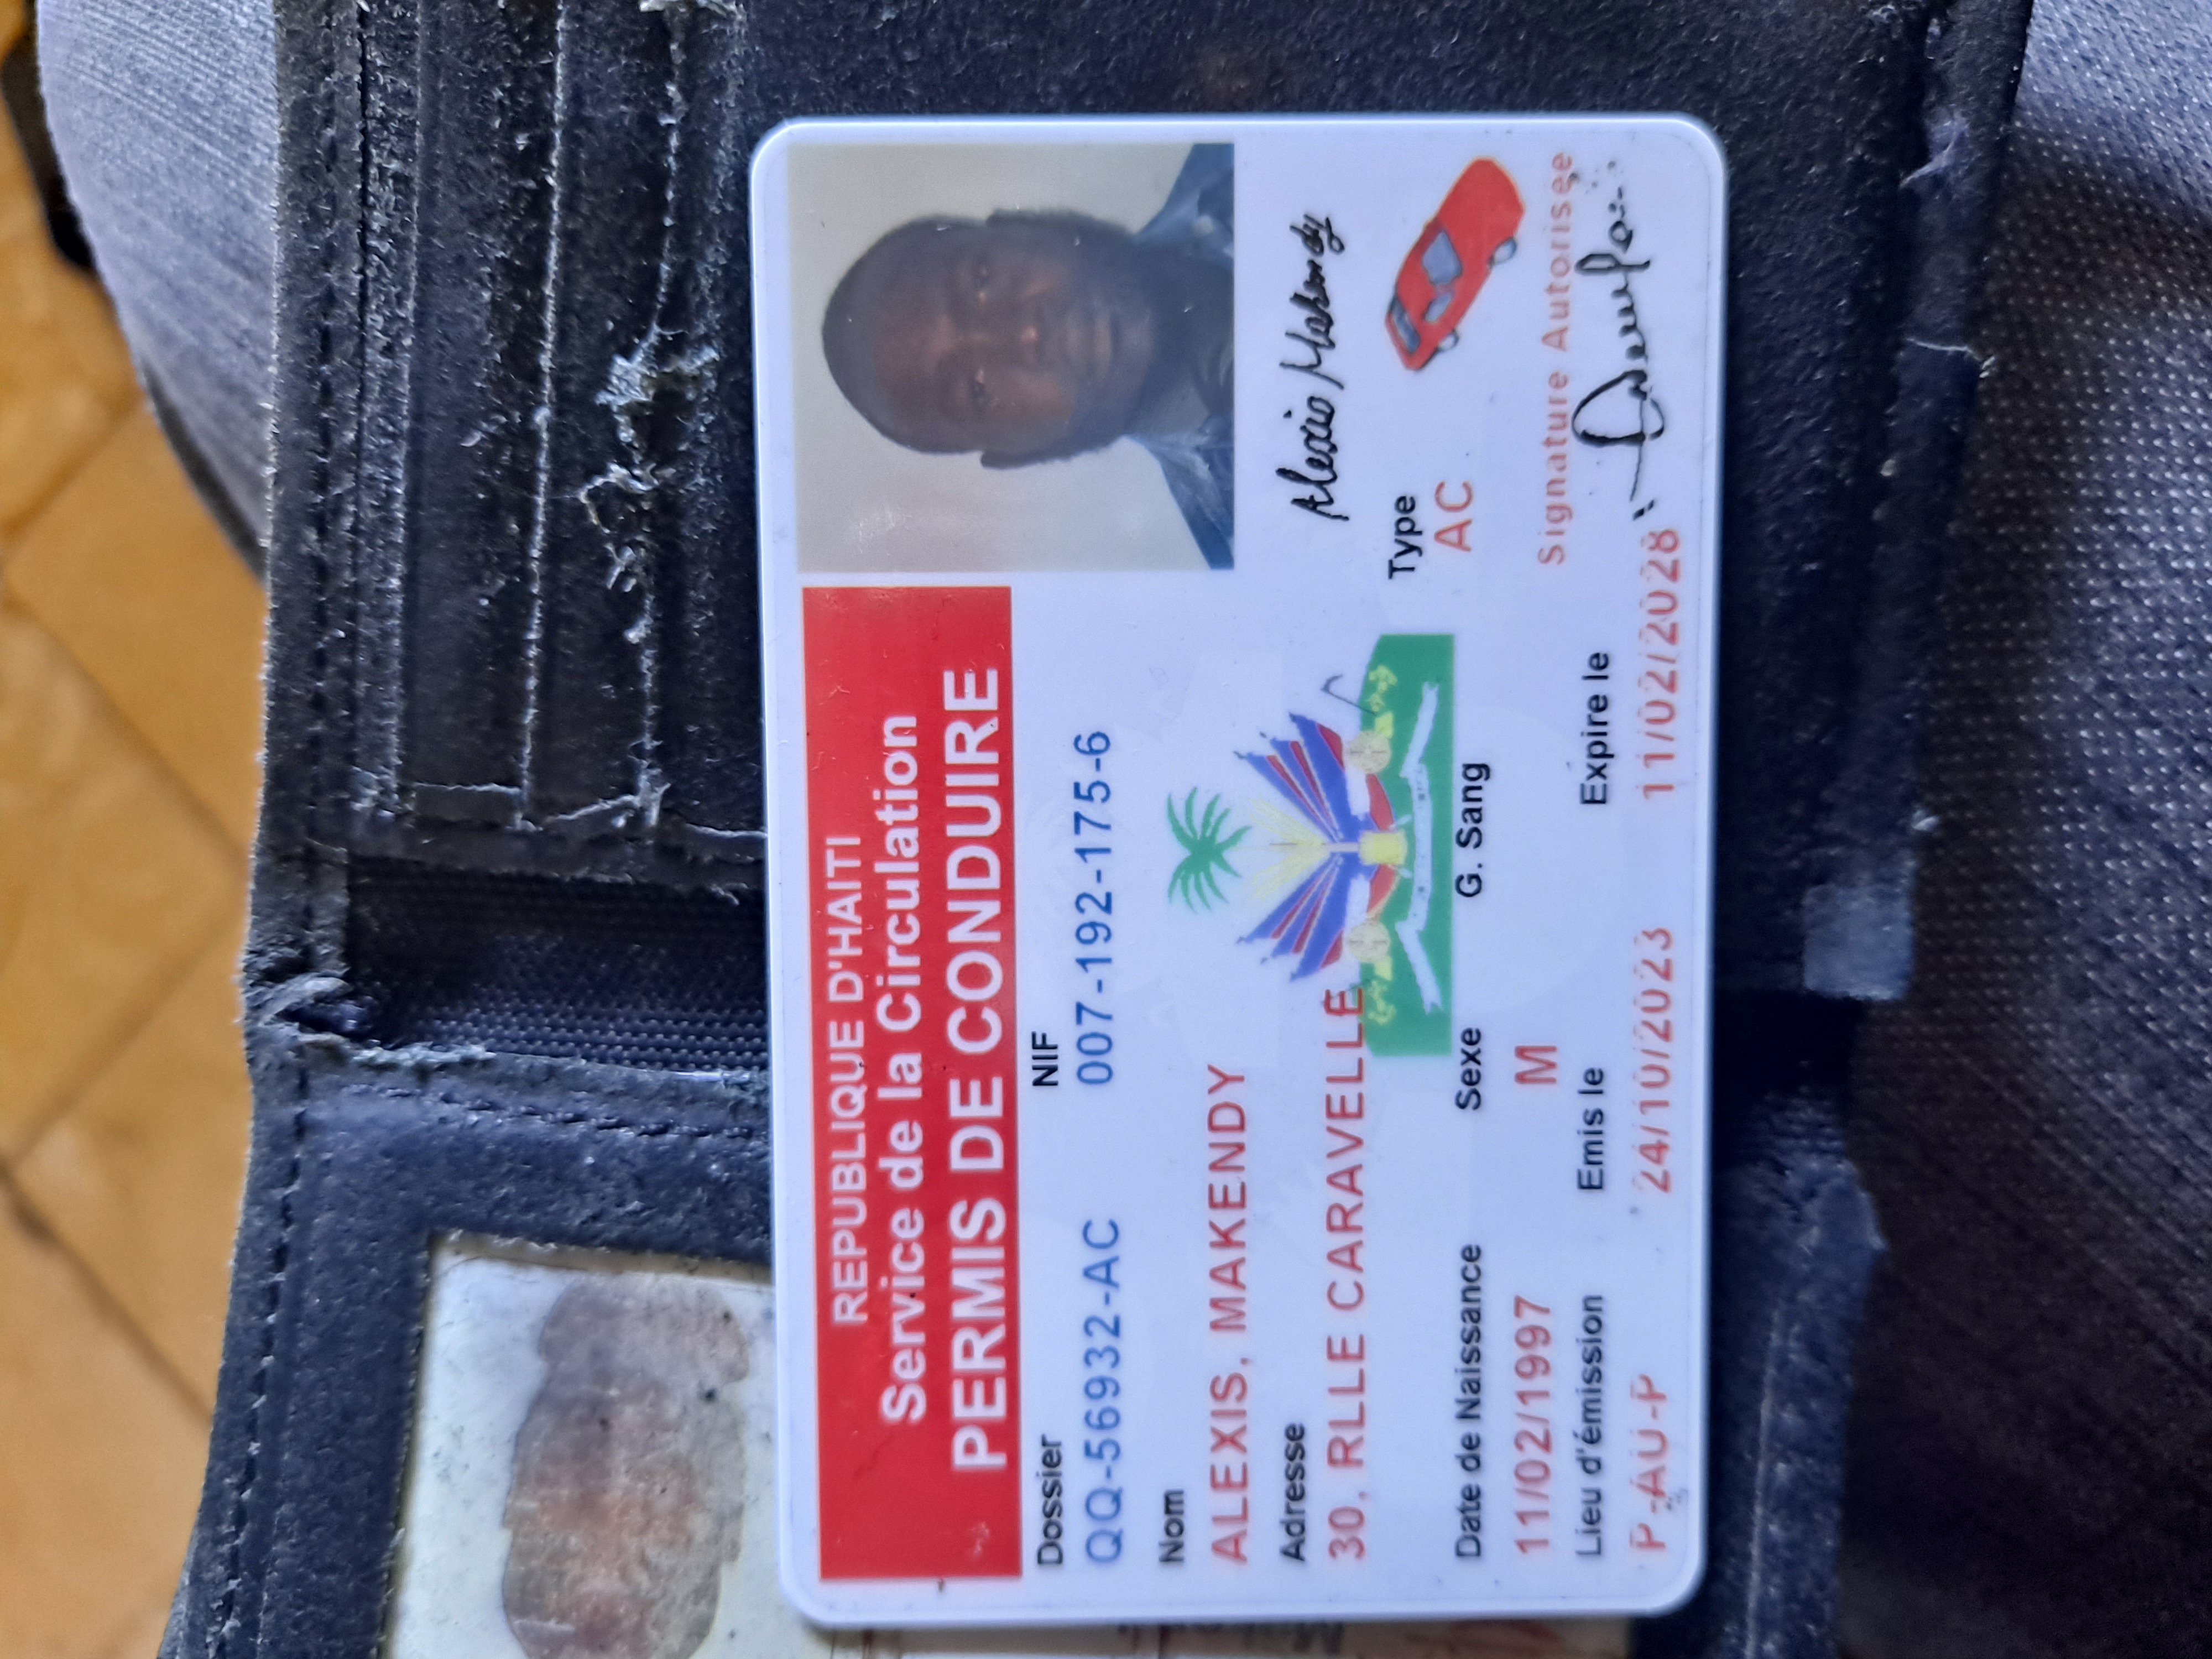 REPUBLIQUE D'HAITI
Service de la Circulation
PERMIS DE CONDUIRE
Dossier NIF
QQ-56932-AC 007-192-175-6
Nom
ALEXIS, MAKENDY
Adresse
30, RLLE CARAVELLE
Alexis Makendy
Type
AC
Date de Naissance Sexe G. Sang
11/02/1997 M
Signature Autorisée
Lieu d'émission Emis le Expire le
P-AU-P 24/10/2023 11/02/2028